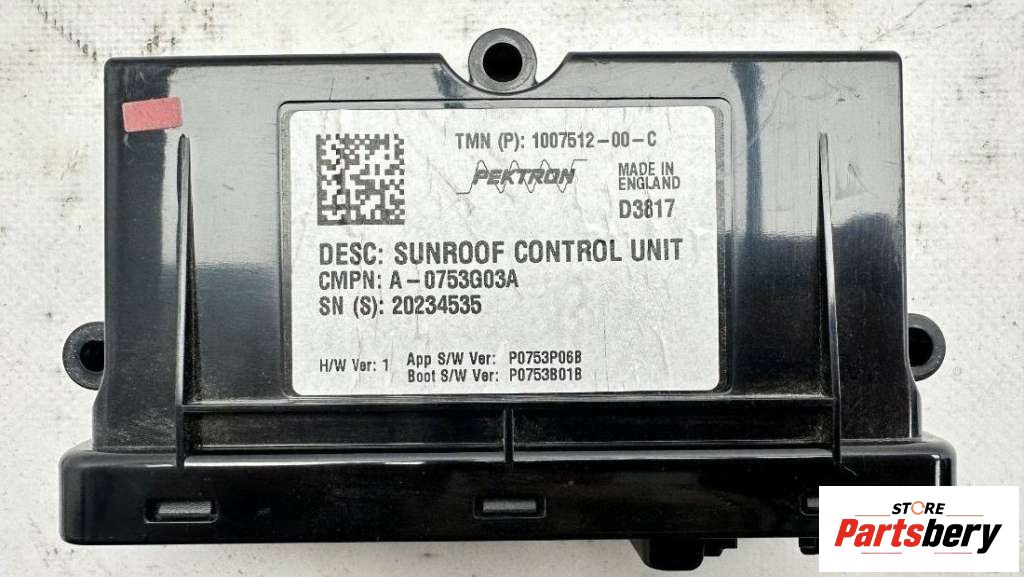 TMN (P): 1007512-00-C
PEKTRON
MADE IN
ENGLAND
D3817
DESC: SUNROOF CONTROL UNIT
CMPN: A-0753G03A
SN (S): 20234535
H/W Ver: 1
App S/W Ver: P0753P06B
Boot S/W Ver: P0753B01B
STORE
Partsbery